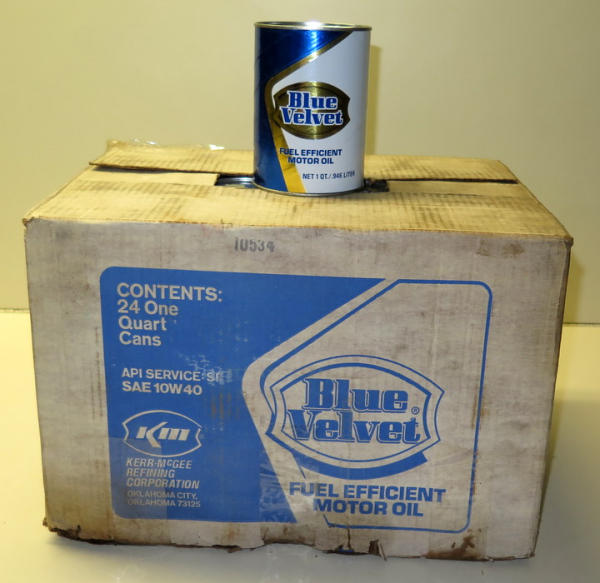 Blue
Velvet
FUEL EFFICIENT
MOTOR OIL
NET 1 QT./.946 LITER
10534
CONTENTS:
24 One
Quart
Cans
API SERVICE:
SAE 10W40
KM
KERR-McGEE
REFINING
CORPORATION
OKLAHOMA CITY,
OKLAHOMA 73125
Blue
Velvet®
FUEL EFFICIENT
MOTOR OIL